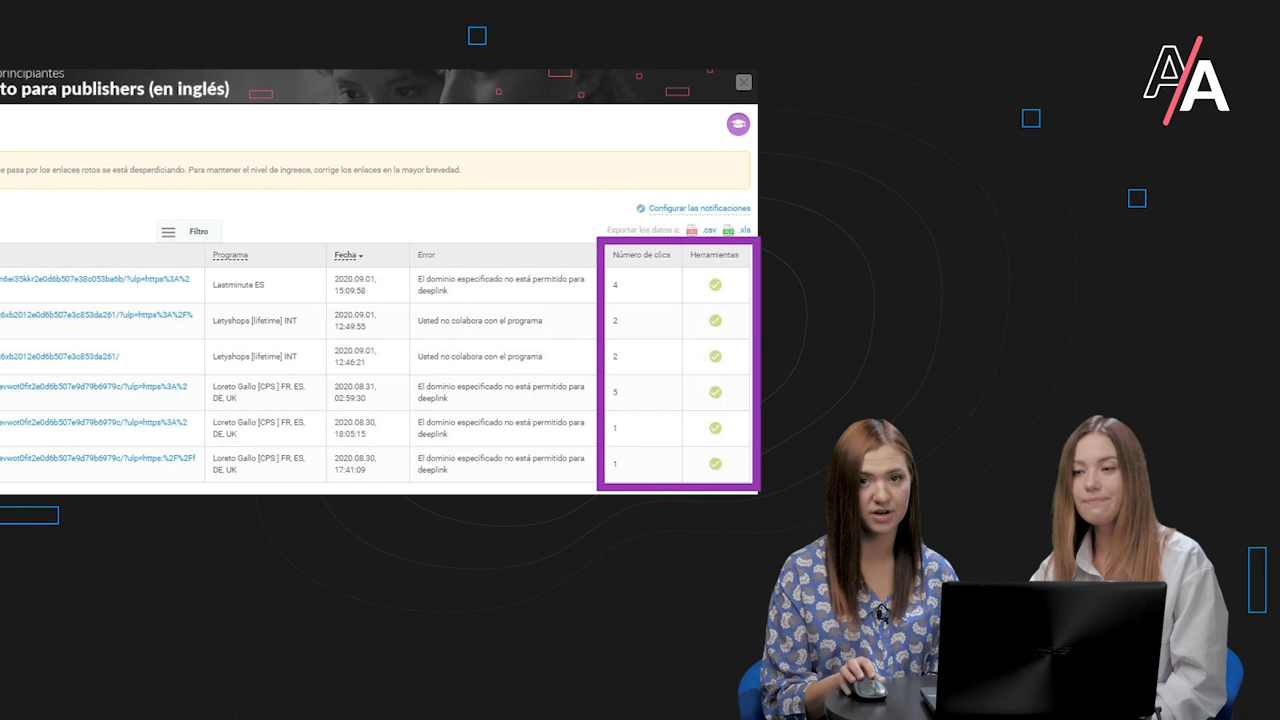 principiantes
to para publishers (en inglés)
A/A
e pasa por los enlaces rotos se está desperdiciando. Para mantener el nivel de ingresos, corrige los enlaces en la mayor brevedad.
Configurar las notificaciones
Filtro
Exportar los datos a: .csv .xls
Programa Fecha Error Número de clics Herramientas
n6ei35kkr2e0d6b507e38c053ba6b/?ulp=https%3A%2 Lastminute ES 2020.09.01, 15:09:58 El dominio especificado no está permitido para deeplink 4
6xb2012e0d6b507e3c853da261/?ulp=https%3A%2F% Letyshops [lifetime] INT 2020.09.01, 12:49:55 Usted no colabora con el programa 2
6xb2012e0d6b507e3c853da261/ Letyshops [lifetime] INT 2020.09.01, 12:46:21 Usted no colabora con el programa 2
evwot0fit2e0d6b507e9d79b6979c/?ulp=https%3A%2 Loreto Gallo [CPS ] FR, ES, DE, UK 2020.08.31, 02:59:30 El dominio especificado no está permitido para deeplink 5
evwot0fit2e0d6b507e9d79b6979c/?ulp=https%3A%2 Loreto Gallo [CPS ] FR, ES, DE, UK 2020.08.30, 18:05:15 El dominio especificado no está permitido para deeplink 1
evwot0fit2e0d6b507e9d79b6979c/?ulp=https:%2F%2Ff Loreto Gallo [CPS ] FR, ES, DE, UK 2020.08.30, 17:41:09 El dominio especificado no está permitido para deeplink 1